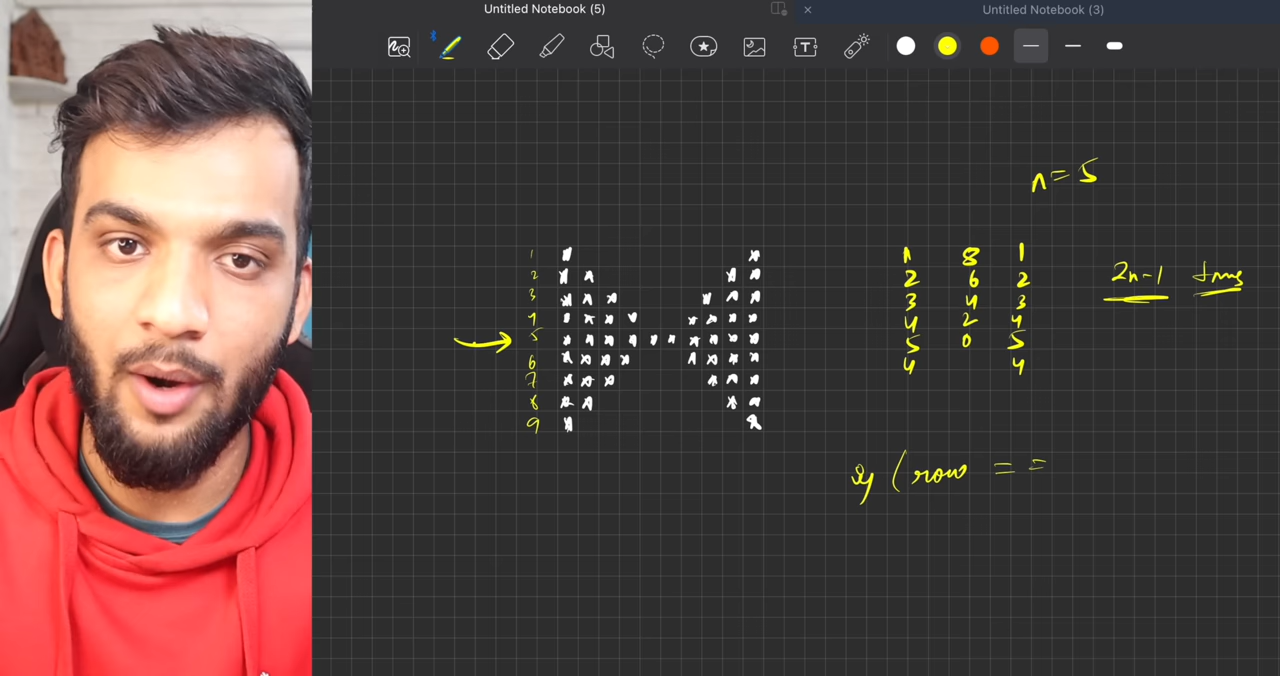 Untitled Notebook (5)
Untitled Notebook (3)
T
n = 5
1
2
3
4
5
6
7
8
9
1 8 1
2 6 2
3 4 3
4 2 4
5 0 5
4 4
2n-1 times
if (row = =